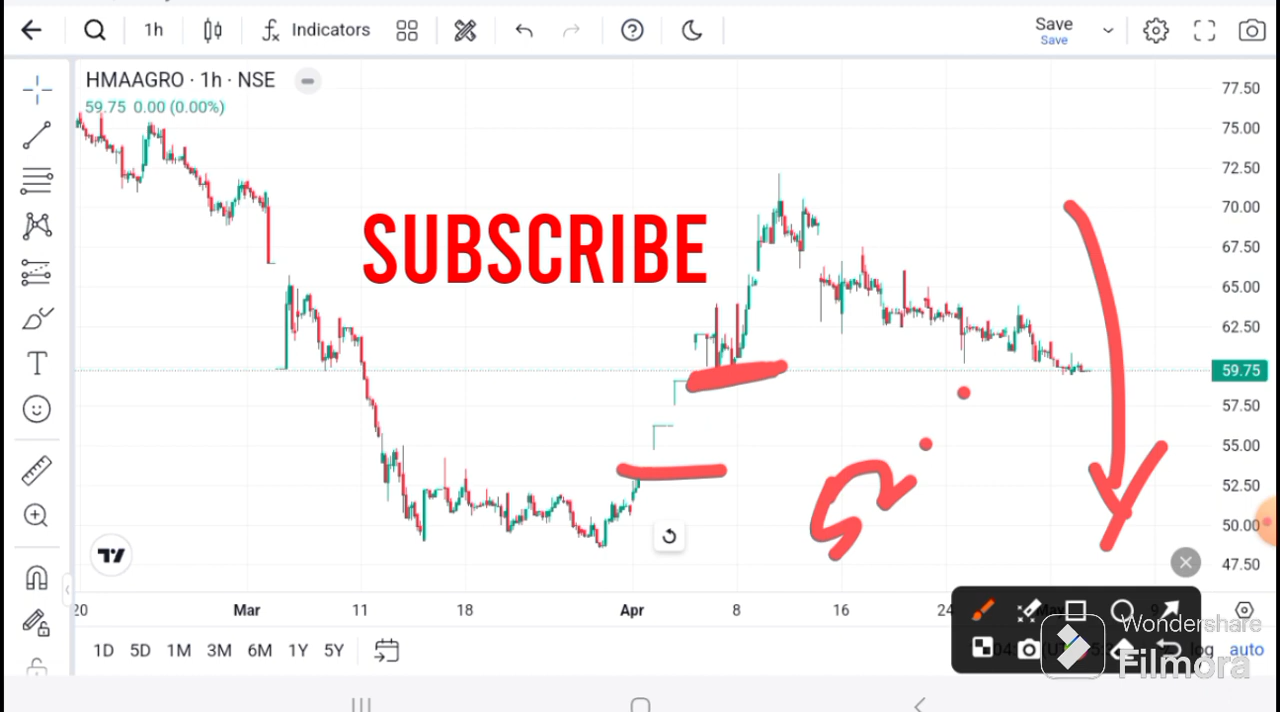 1h
Indicators
Save
Save
HMAAGRO · 1h · NSE
59.75 0.00 (0.00%)
SUBSCRIBE
77.50
75.00
72.50
70.00
67.50
65.00
62.50
59.75
57.50
55.00
52.50
50.00
47.50
20
Mar
11
18
Apr
8
16
24
May
9
1D 5D 1M 3M 6M 1Y 5Y
log auto
Wondershare
Filmora